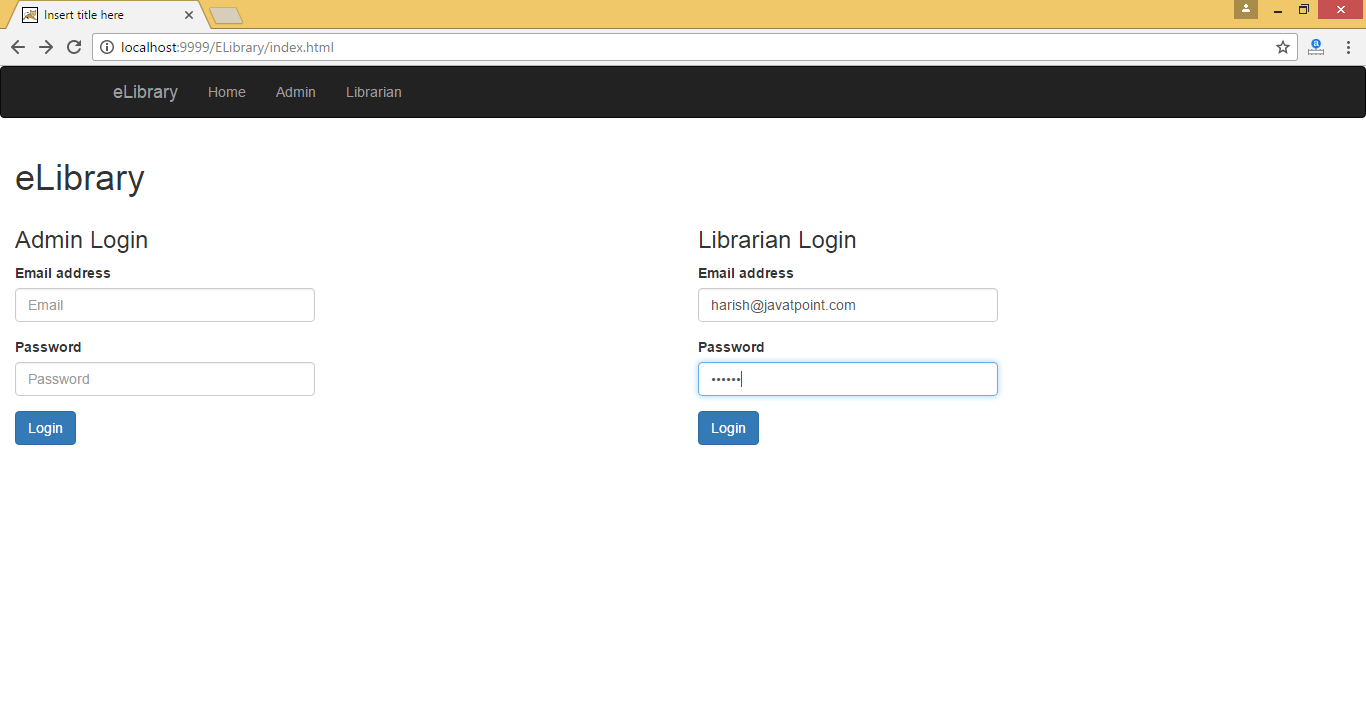 Insert title here
localhost:9999/ELibrary/index.html
eLibrary Home Admin Librarian
eLibrary
Admin Login
Email address
Email
Password
Password
Login
Librarian Login
Email address
harish@javatpoint.com
Password
••••••
Login